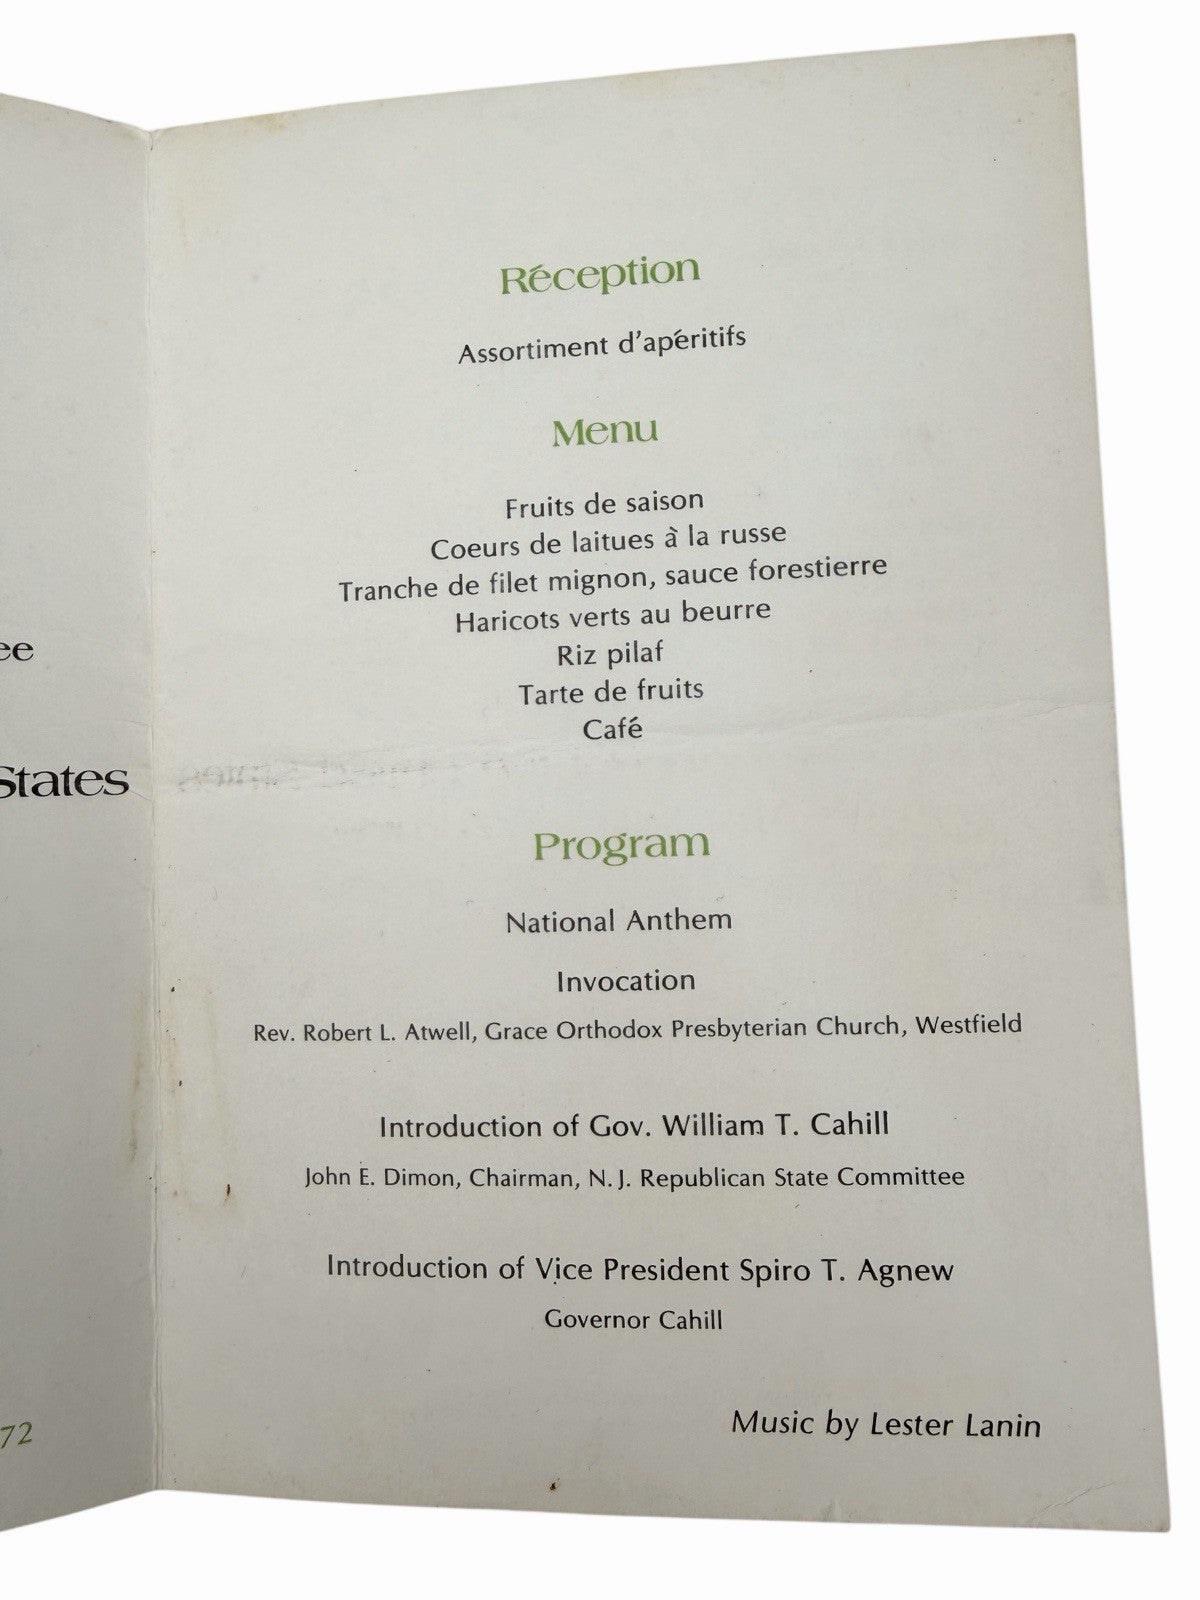 ee
States
72
Réception
Assortiment d'apéritifs
Menu
Fruits de saison
Coeurs de laitues à la russe
Tranche de filet mignon, sauce forestierre
Haricots verts au beurre
Riz pilaf
Tarte de fruits
Café
Program
National Anthem
Invocation
Rev. Robert L. Atwell, Grace Orthodox Presbyterian Church, Westfield
Introduction of Gov. William T. Cahill
John E. Dimon, Chairman, N. J. Republican State Committee
Introduction of Vice President Spiro T. Agnew
Governor Cahill
Music by Lester Lanin